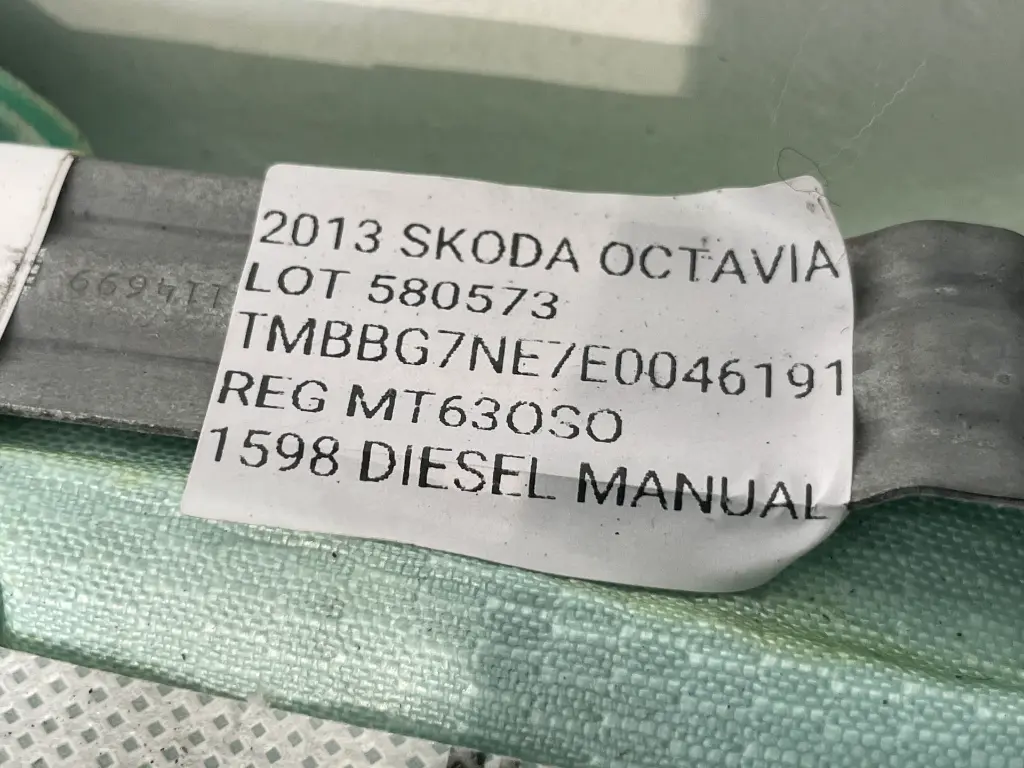 2013 SKODA OCTAVIA
LOT 580573
TMBBG7NE7E0046191
REG MT63OSO
1598 DIESEL MANUAL